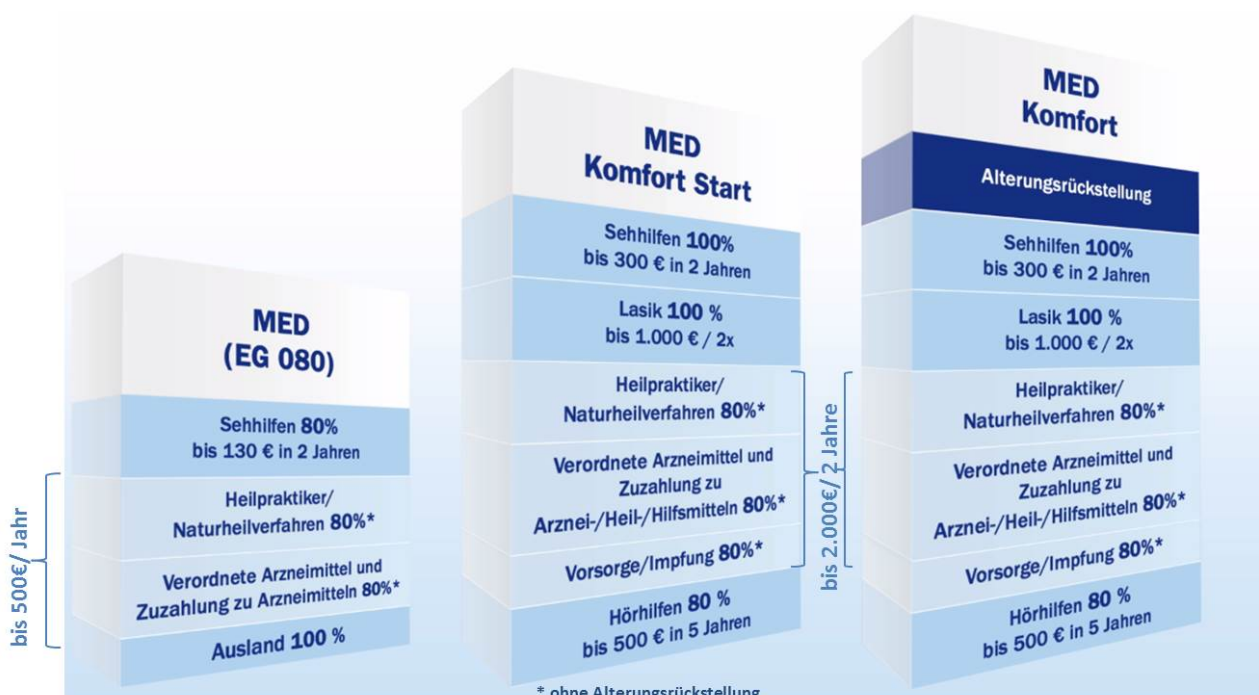 MED
(EG 080)
Sehhilfen 80%
bis 130 € in 2 Jahren
Heilpraktiker/
Naturheilverfahren 80%*
Verordnete Arzneimittel und
Zuzahlung zu Arzneimitteln 80%*
Ausland 100 %
bis 500€/ Jahr
MED
Komfort Start
Sehhilfen 100%
bis 300 € in 2 Jahren
Lasik 100 %
bis 1.000 € / 2x
Heilpraktiker/
Naturheilverfahren 80%*
Verordnete Arzneimittel und
Zuzahlung zu
Arznei-/Heil-/Hilfsmitteln 80%*
Vorsorge/Impfung 80%*
Hörhilfen 80 %
bis 500 € in 5 Jahren
bis 2.000€/ 2 Jahre
MED
Komfort
Alterungsrückstellung
Sehhilfen 100%
bis 300 € in 2 Jahren
Lasik 100 %
bis 1.000 € / 2x
Heilpraktiker/
Naturheilverfahren 80%*
Verordnete Arzneimittel und
Zuzahlung zu
Arznei-/Heil-/Hilfsmitteln 80%*
Vorsorge/Impfung 80%*
Hörhilfen 80 %
bis 500 € in 5 Jahren
* ohne Alterungsrückstellung